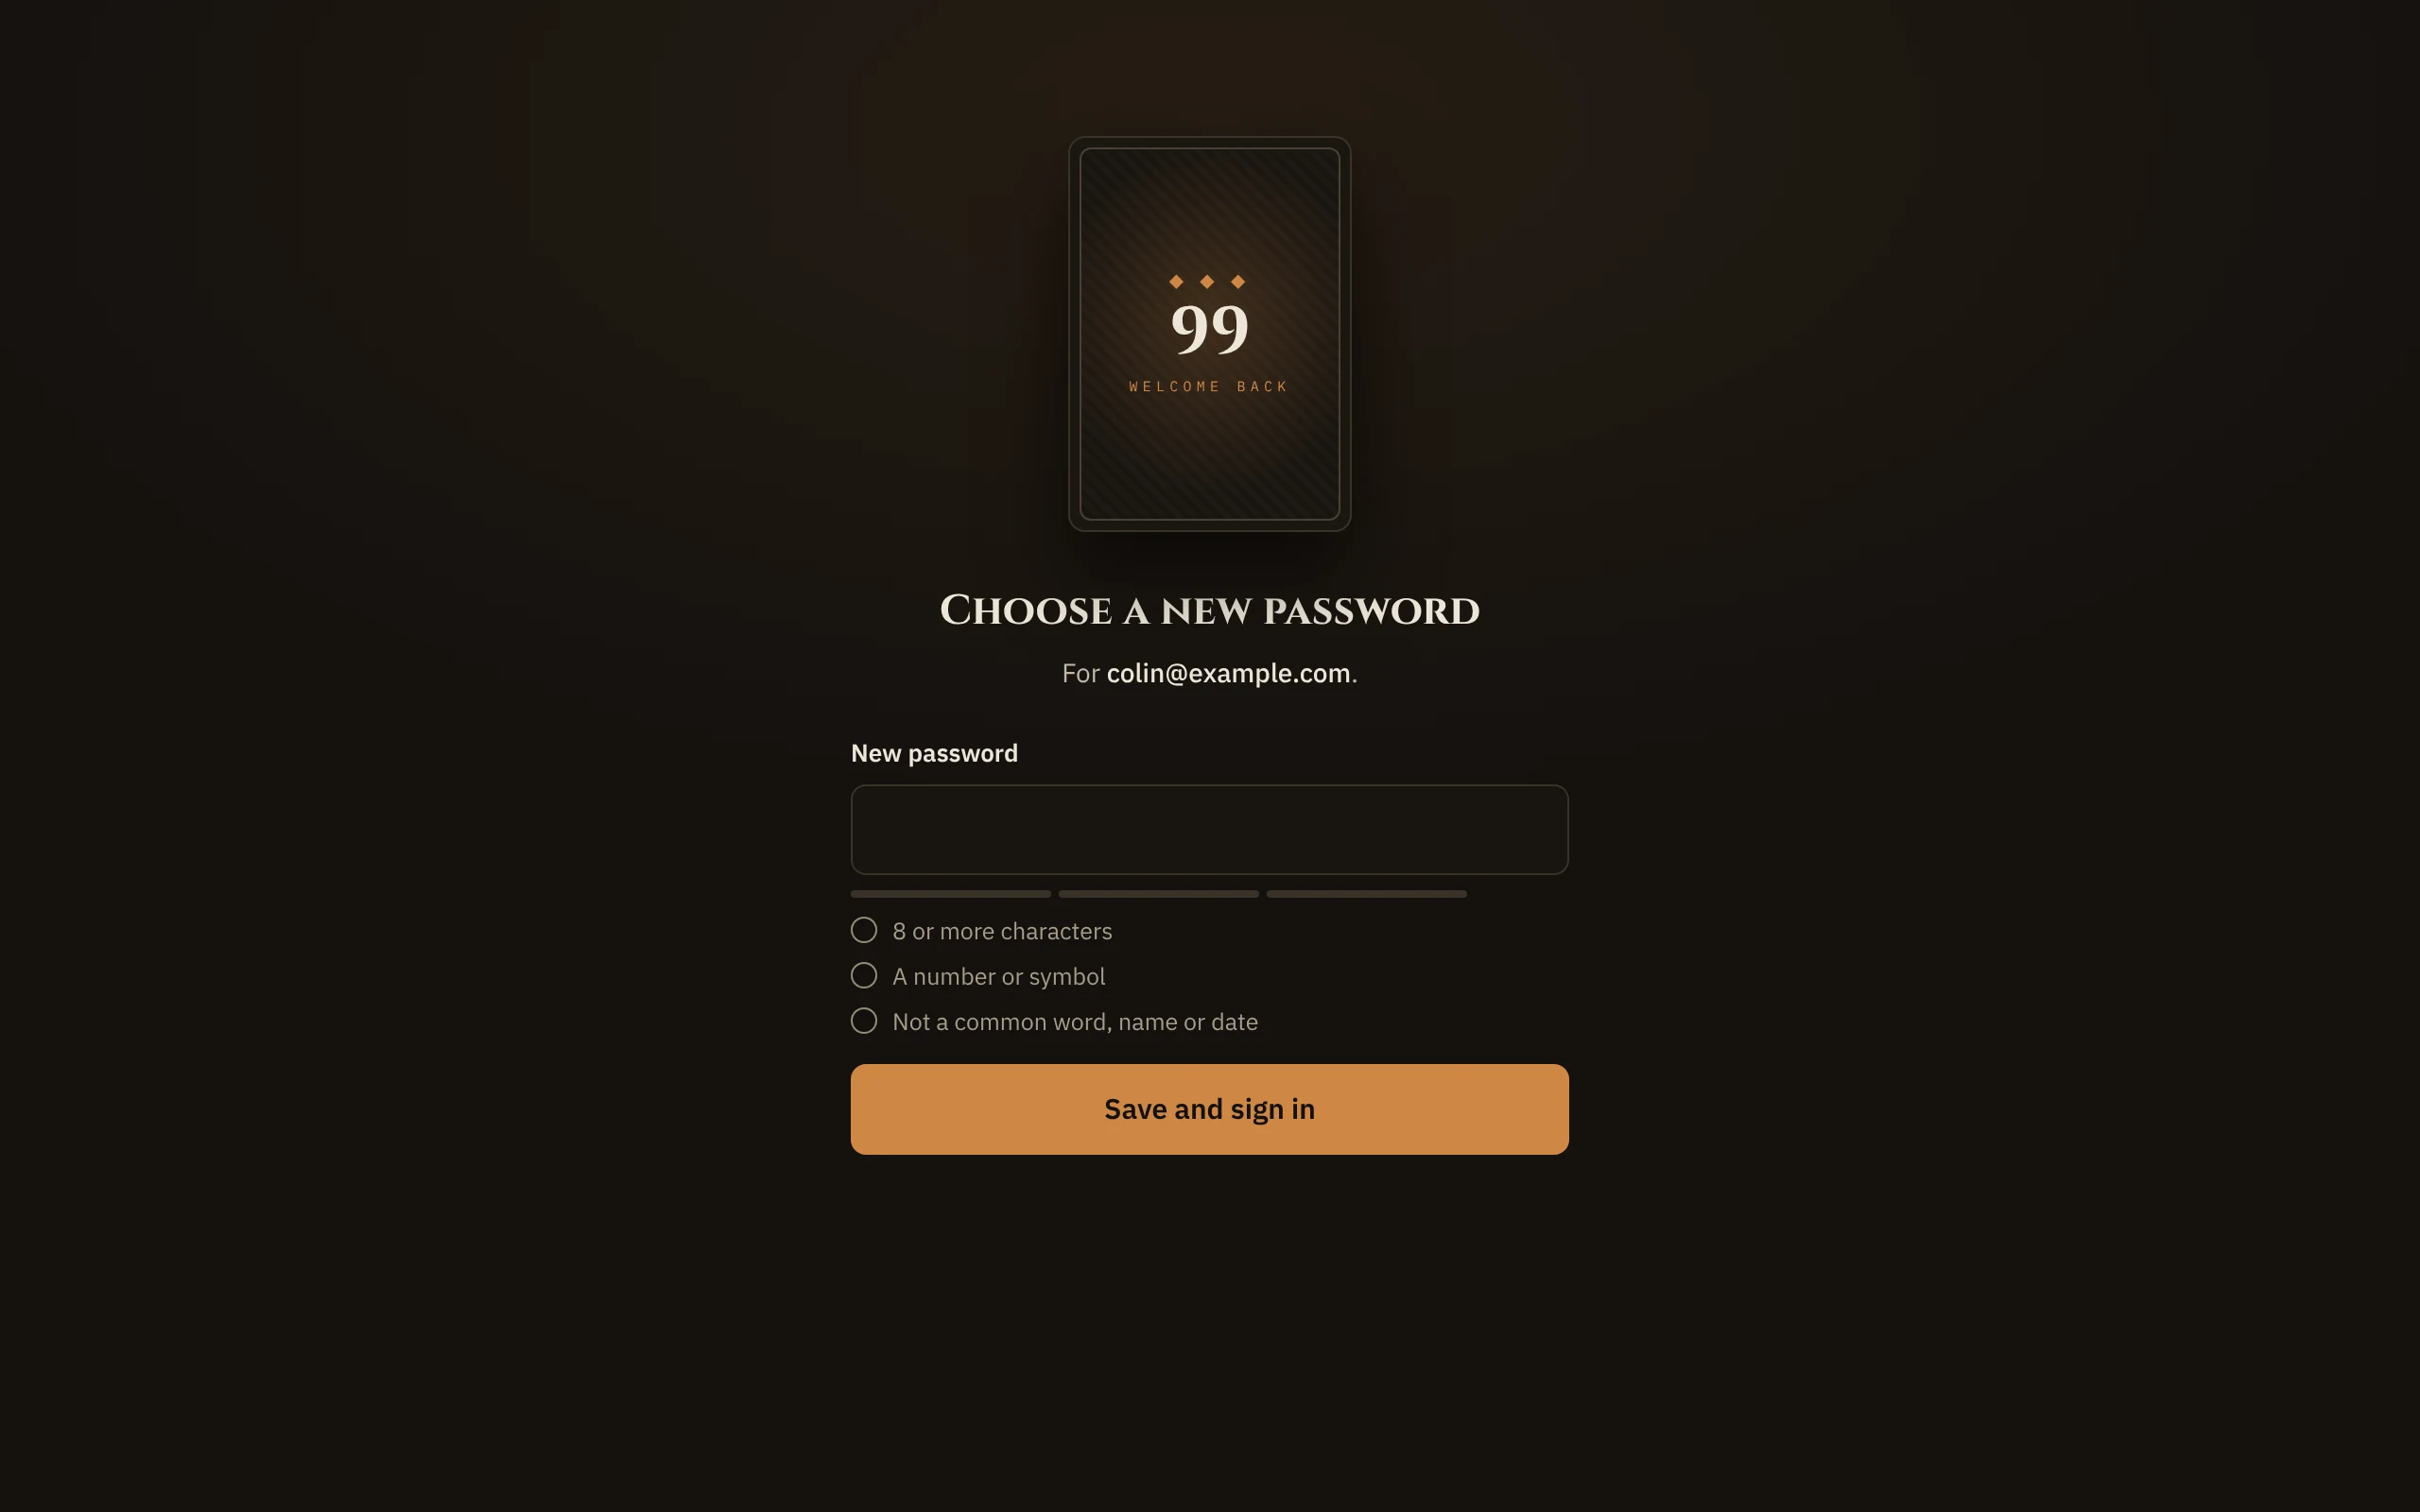 99
WELCOME BACK
Choose a new password
For colin@example.com.
New password
8 or more characters
A number or symbol
Not a common word, name or date
Save and sign in